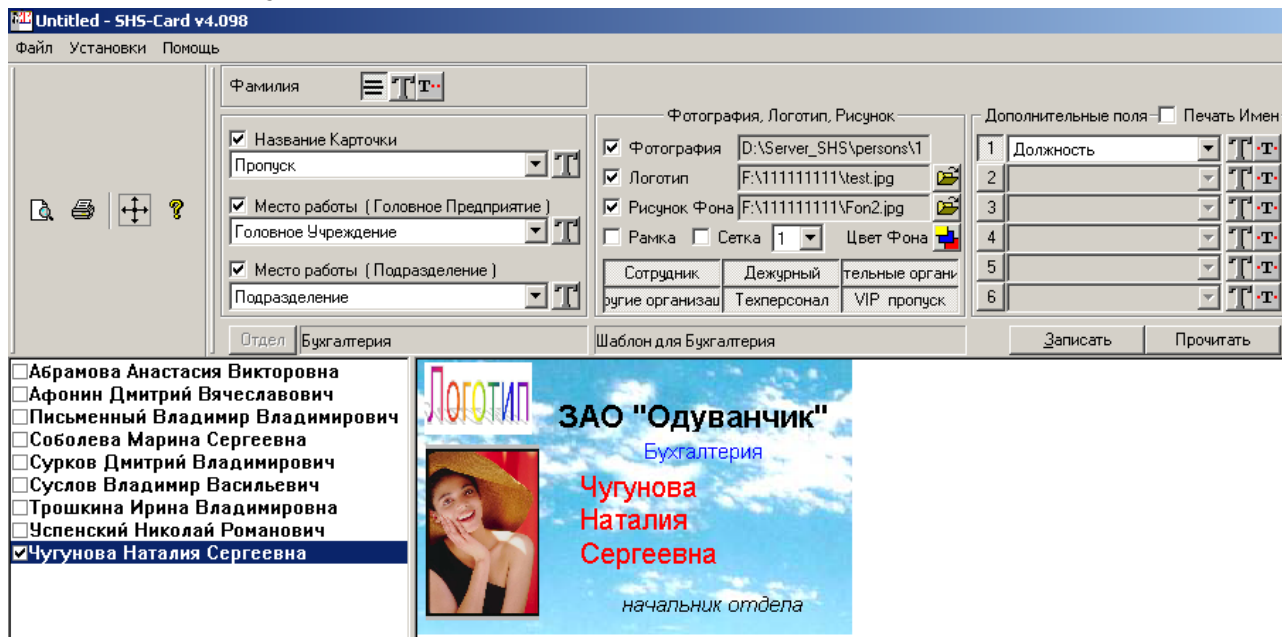 Untitled - SHS-Card v4.098
Файл Установки Помощь
Фамилия
Название Карточки
Пропуск
Место работы ( Головное Предприятие )
Головное Учреждение
Место работы ( Подразделение )
Подразделение
Отдел Бухгалтерия
Фотография, Логотип, Рисунок
Фотография D:\Server_SHS\persons\1
Логотип F:\111111111\test.jpg
Рисунок Фона F:\111111111\Fon2.jpg
Рамка Сетка 1 Цвет Фона
Сотрудник Дежурный тельные органи
ругие организац Техперсонал VIP пропуск
Шаблон для Бухгалтерия
Дополнительные поля Печать Имен
1 Должность
2
3
4
5
6
Записать Прочитать
Абрамова Анастасия Викторовна
Афонин Дмитрий Вячеславович
Письменный Владимир Владимирович
Соболева Марина Сергеевна
Сурков Дмитрий Владимирович
Суслов Владимир Васильевич
Трошкина Ирина Владимировна
Успенский Николай Романович
Чугунова Наталия Сергеевна
Логотип
ЗАО "Одуванчик"
Бухгалтерия
Чугунова
Наталия
Сергеевна
начальник отдела